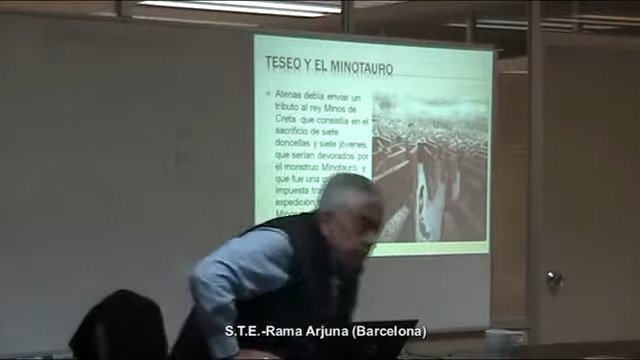 TESEO Y EL MINOTAURO
Atenas debía enviar un
tributo al rey Minos de
Creta que consistía en el
sacrificio de siete
doncellas y siete jóvenes,
que serían devorados por
el monstruo Minotauro, y
que fue una
impuesta
expedición
Minos
S.T.E.-Rama Arjuna (Barcelona)